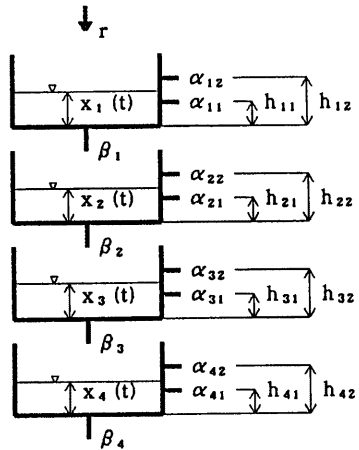 r
α₁₂ h₁₂
x₁(t) α₁₁ h₁₁
β₁
α₂₂ h₂₂
x₂(t) α₂₁ h₂₁
β₂
α₃₂ h₃₂
x₃(t) α₃₁ h₃₁
β₃
α₄₂ h₄₂
x₄(t) α₄₁ h₄₁
β₄